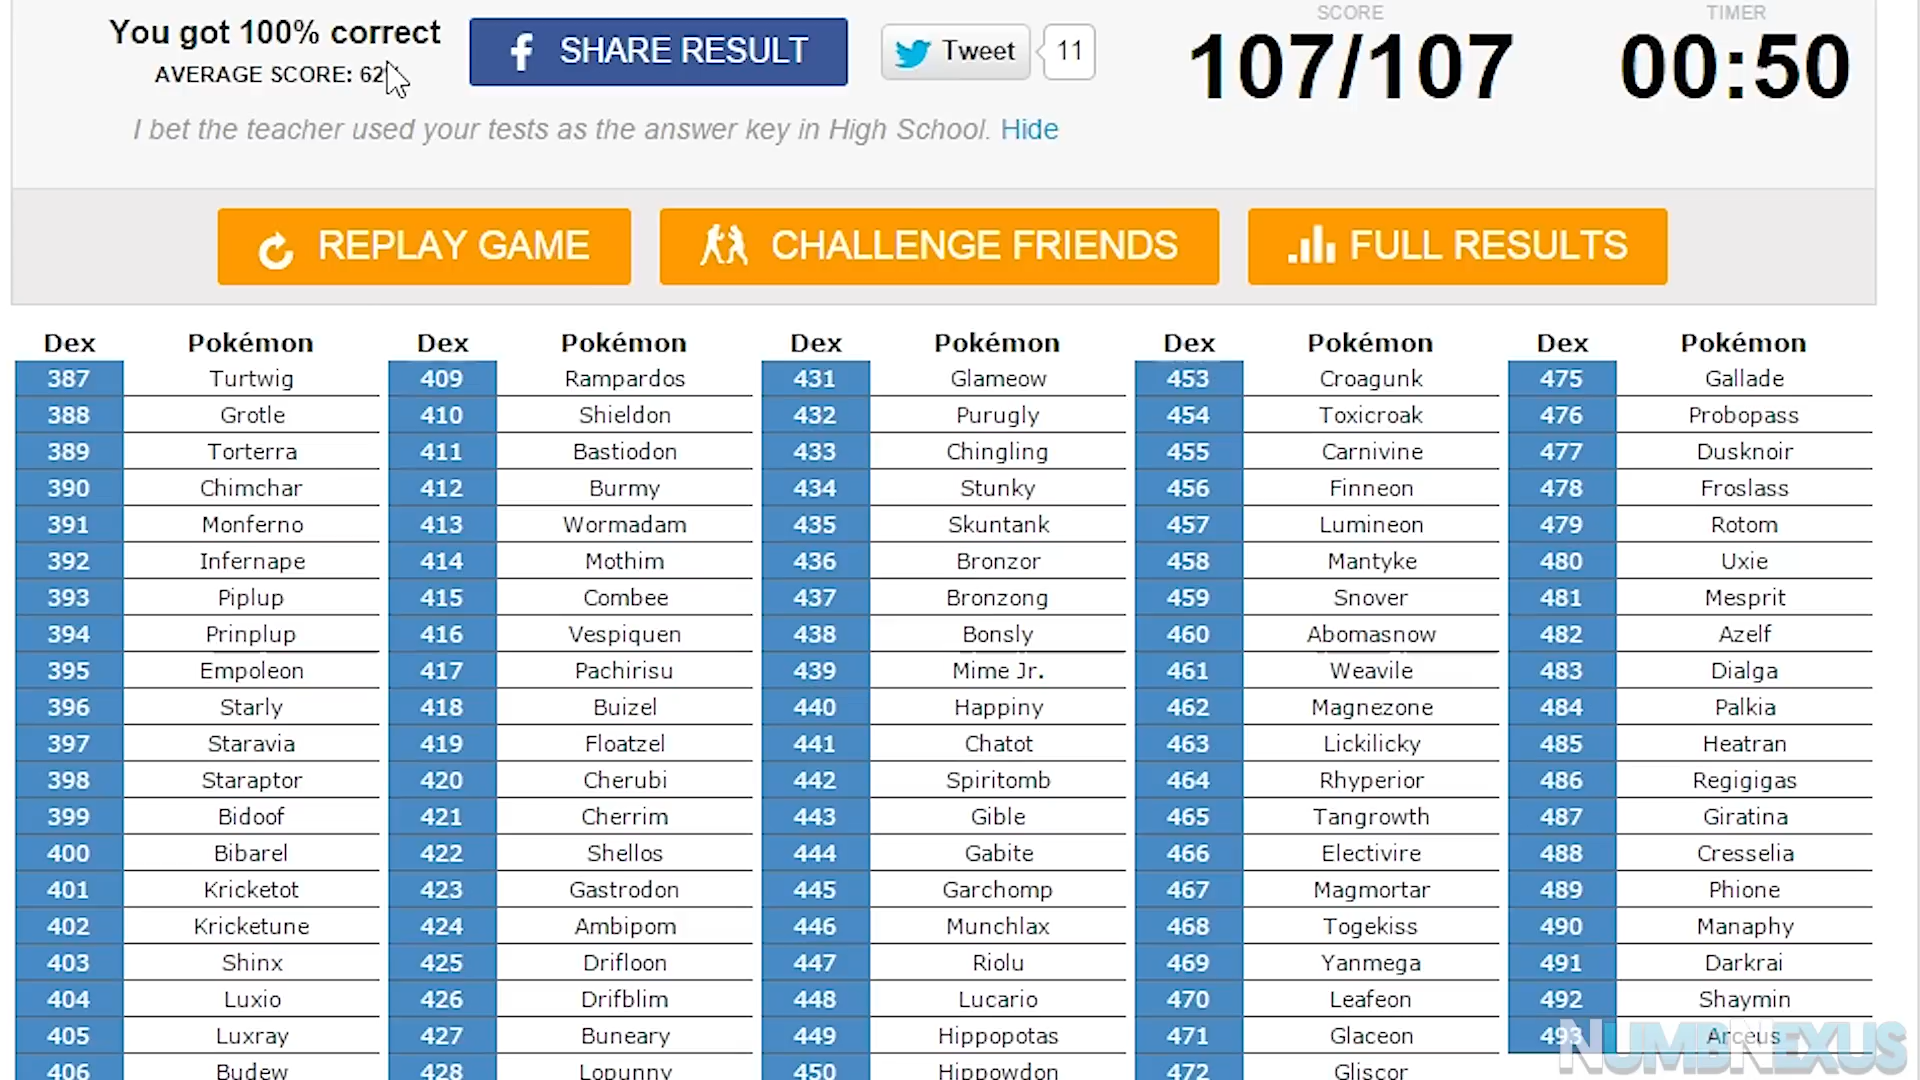 SCORE TIMER
You got 100% correct
AVERAGE SCORE: 62
SHARE RESULT
Tweet 11
107/107 00:50
I bet the teacher used your tests as the answer key in High School. Hide
REPLAY GAME CHALLENGE FRIENDS FULL RESULTS
Dex Pokémon Dex Pokémon Dex Pokémon Dex Pokémon Dex Pokémon
387 Turtwig 409 Rampardos 431 Glameow 453 Croagunk 475 Gallade
388 Grotle 410 Shieldon 432 Purugly 454 Toxicroak 476 Probopass
389 Torterra 411 Bastiodon 433 Chingling 455 Carnivine 477 Dusknoir
390 Chimchar 412 Burmy 434 Stunky 456 Finneon 478 Froslass
391 Monferno 413 Wormadam 435 Skuntank 457 Lumineon 479 Rotom
392 Infernape 414 Mothim 436 Bronzor 458 Mantyke 480 Uxie
393 Piplup 415 Combee 437 Bronzong 459 Snover 481 Mesprit
394 Prinplup 416 Vespiquen 438 Bonsly 460 Abomasnow 482 Azelf
395 Empoleon 417 Pachirisu 439 Mime Jr. 461 Weavile 483 Dialga
396 Starly 418 Buizel 440 Happiny 462 Magnezone 484 Palkia
397 Staravia 419 Floatzel 441 Chatot 463 Lickilicky 485 Heatran
398 Staraptor 420 Cherubi 442 Spiritomb 464 Rhyperior 486 Regigigas
399 Bidoof 421 Cherrim 443 Gible 465 Tangrowth 487 Giratina
400 Bibarel 422 Shellos 444 Gabite 466 Electivire 488 Cresselia
401 Kricketot 423 Gastrodon 445 Garchomp 467 Magmortar 489 Phione
402 Kricketune 424 Ambipom 446 Munchlax 468 Togekiss 490 Manaphy
403 Shinx 425 Drifloon 447 Riolu 469 Yanmega 491 Darkrai
404 Luxio 426 Drifblim 448 Lucario 470 Leafeon 492 Shaymin
405 Luxray 427 Buneary 449 Hippopotas 471 Glaceon 493 Arceus
406 Budew 428 Lopunny 450 Hippowdon 472 Gliscor
NUMBNEXUS